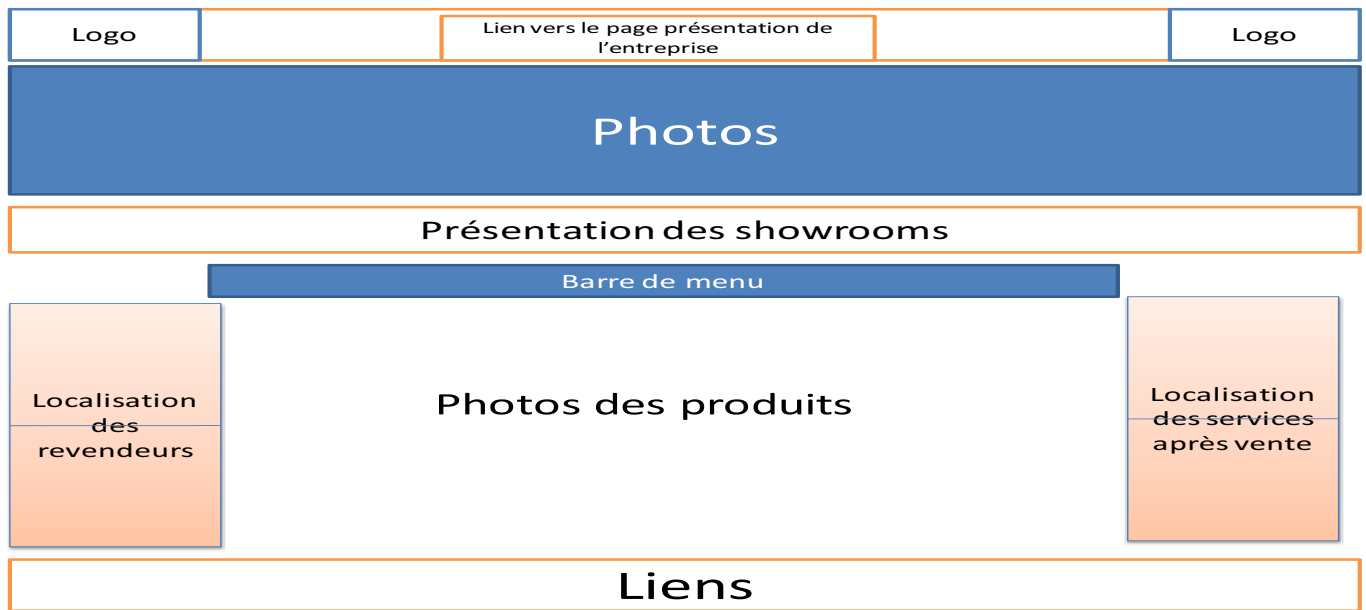 Logo
Lien vers le page présentation de
l'entreprise
Logo
Photos
Présentation des showrooms
Barre de menu
Localisation
des
revendeurs
Photos des produits
Localisation
des services
après vente
Liens